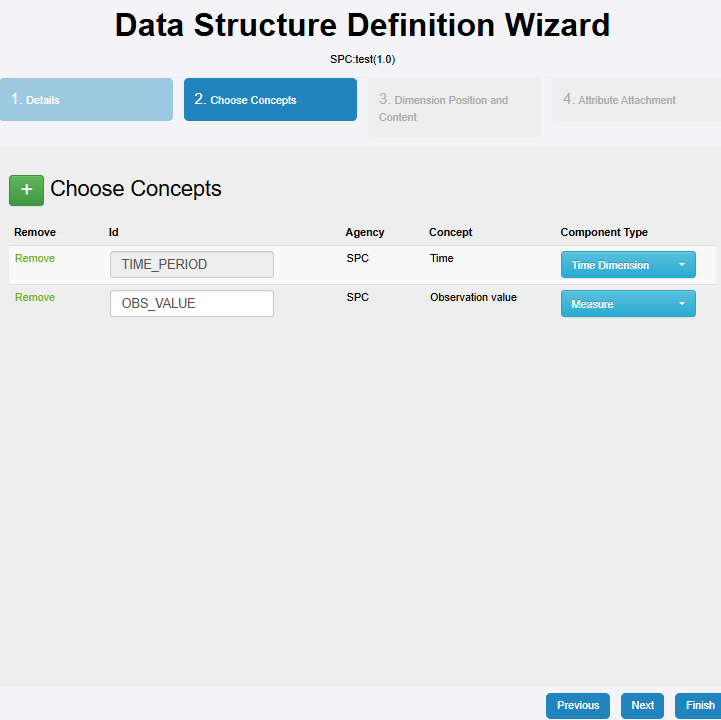 Data Structure Definition Wizard
SPC:test(1.0)
1. Details
2. Choose Concepts
3. Dimension Position and
Content
4. Attribute Attachment
+ Choose Concepts
Remove Id Agency Concept Component Type
Remove TIME_PERIOD SPC Time Time Dimension
Remove OBS_VALUE SPC Observation value Measure
Previous Next Finish